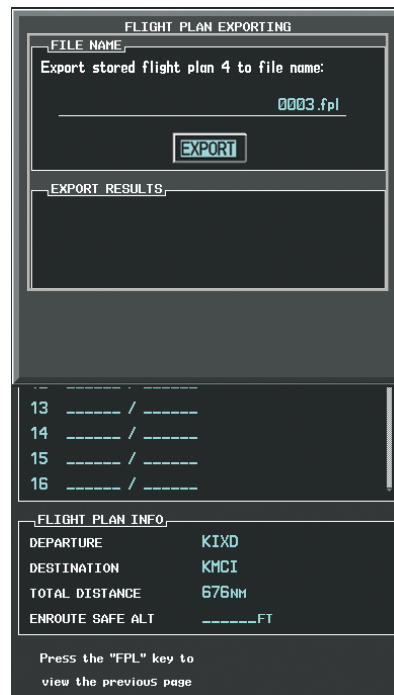 FLIGHT PLAN EXPORTING
FILE NAME
Export stored flight plan 4 to file name:
0003.fpl
EXPORT
EXPORT RESULTS
13 ______ / ______
14 ______ / ______
15 ______ / ______
16 ______ / ______
FLIGHT PLAN INFO
DEPARTURE KIXD
DESTINATION KMCI
TOTAL DISTANCE 676NM
ENROUTE SAFE ALT ______FT
Press the "FPL" key to
view the previous page